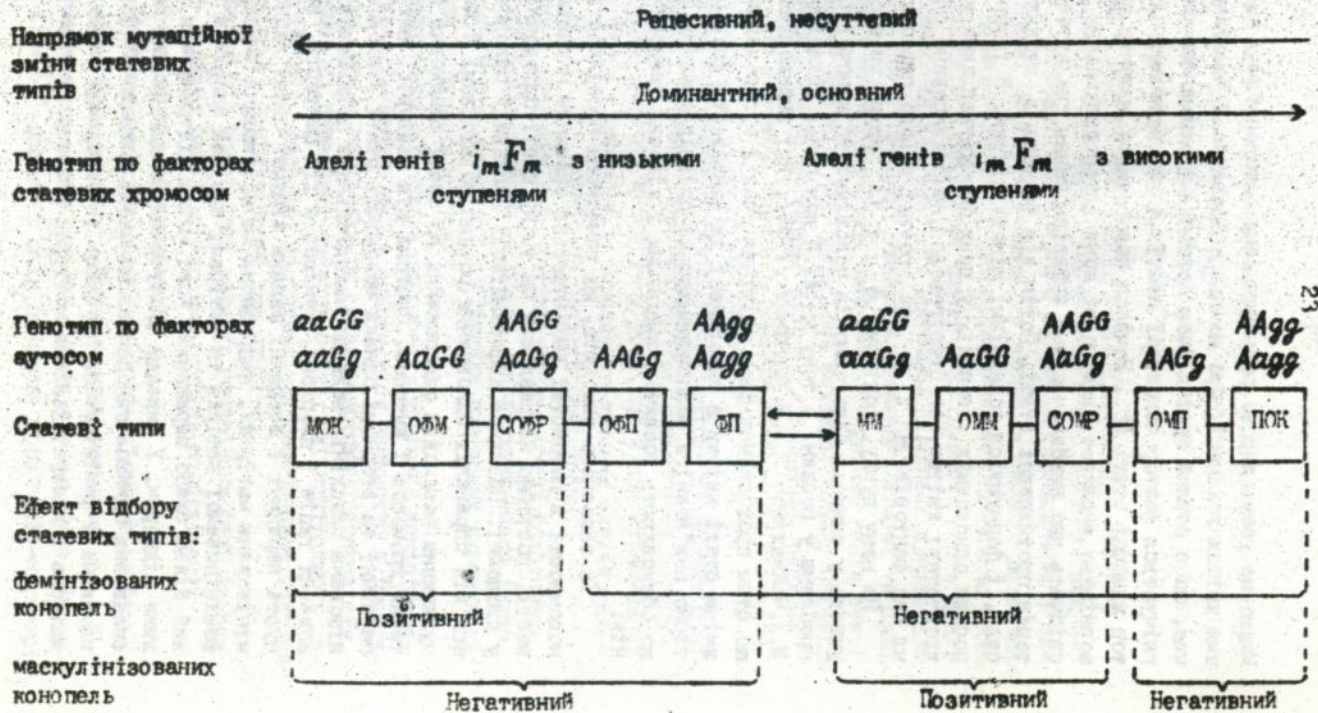 Рецесивний, несуттєвий
Напрямок мутаційної
зміни статевих
типів
Домінантний, основний
Генотип по факторах
статевих хромосом
Алелі генів imFm з низькими
ступенями
Алелі генів imFm з високими
ступенями
23
Генотип по факторах
аутосом
aaGG AAGG AAgg aaGG AAGG AAgg
aaGg AaGG AaGg AAGg Aagg aaGg AaGG AaGg AAGg Aagg
Статеві типи
МОК ОФМ СОФР ОФП ФП ММ ОММ СОМР ОМП ПОК
Ефект відбору
статевих типів:
фемінізованих
конопель
Позитивний Негативний
маскулінізованих
конопель
Негативний Позитивний Негативний